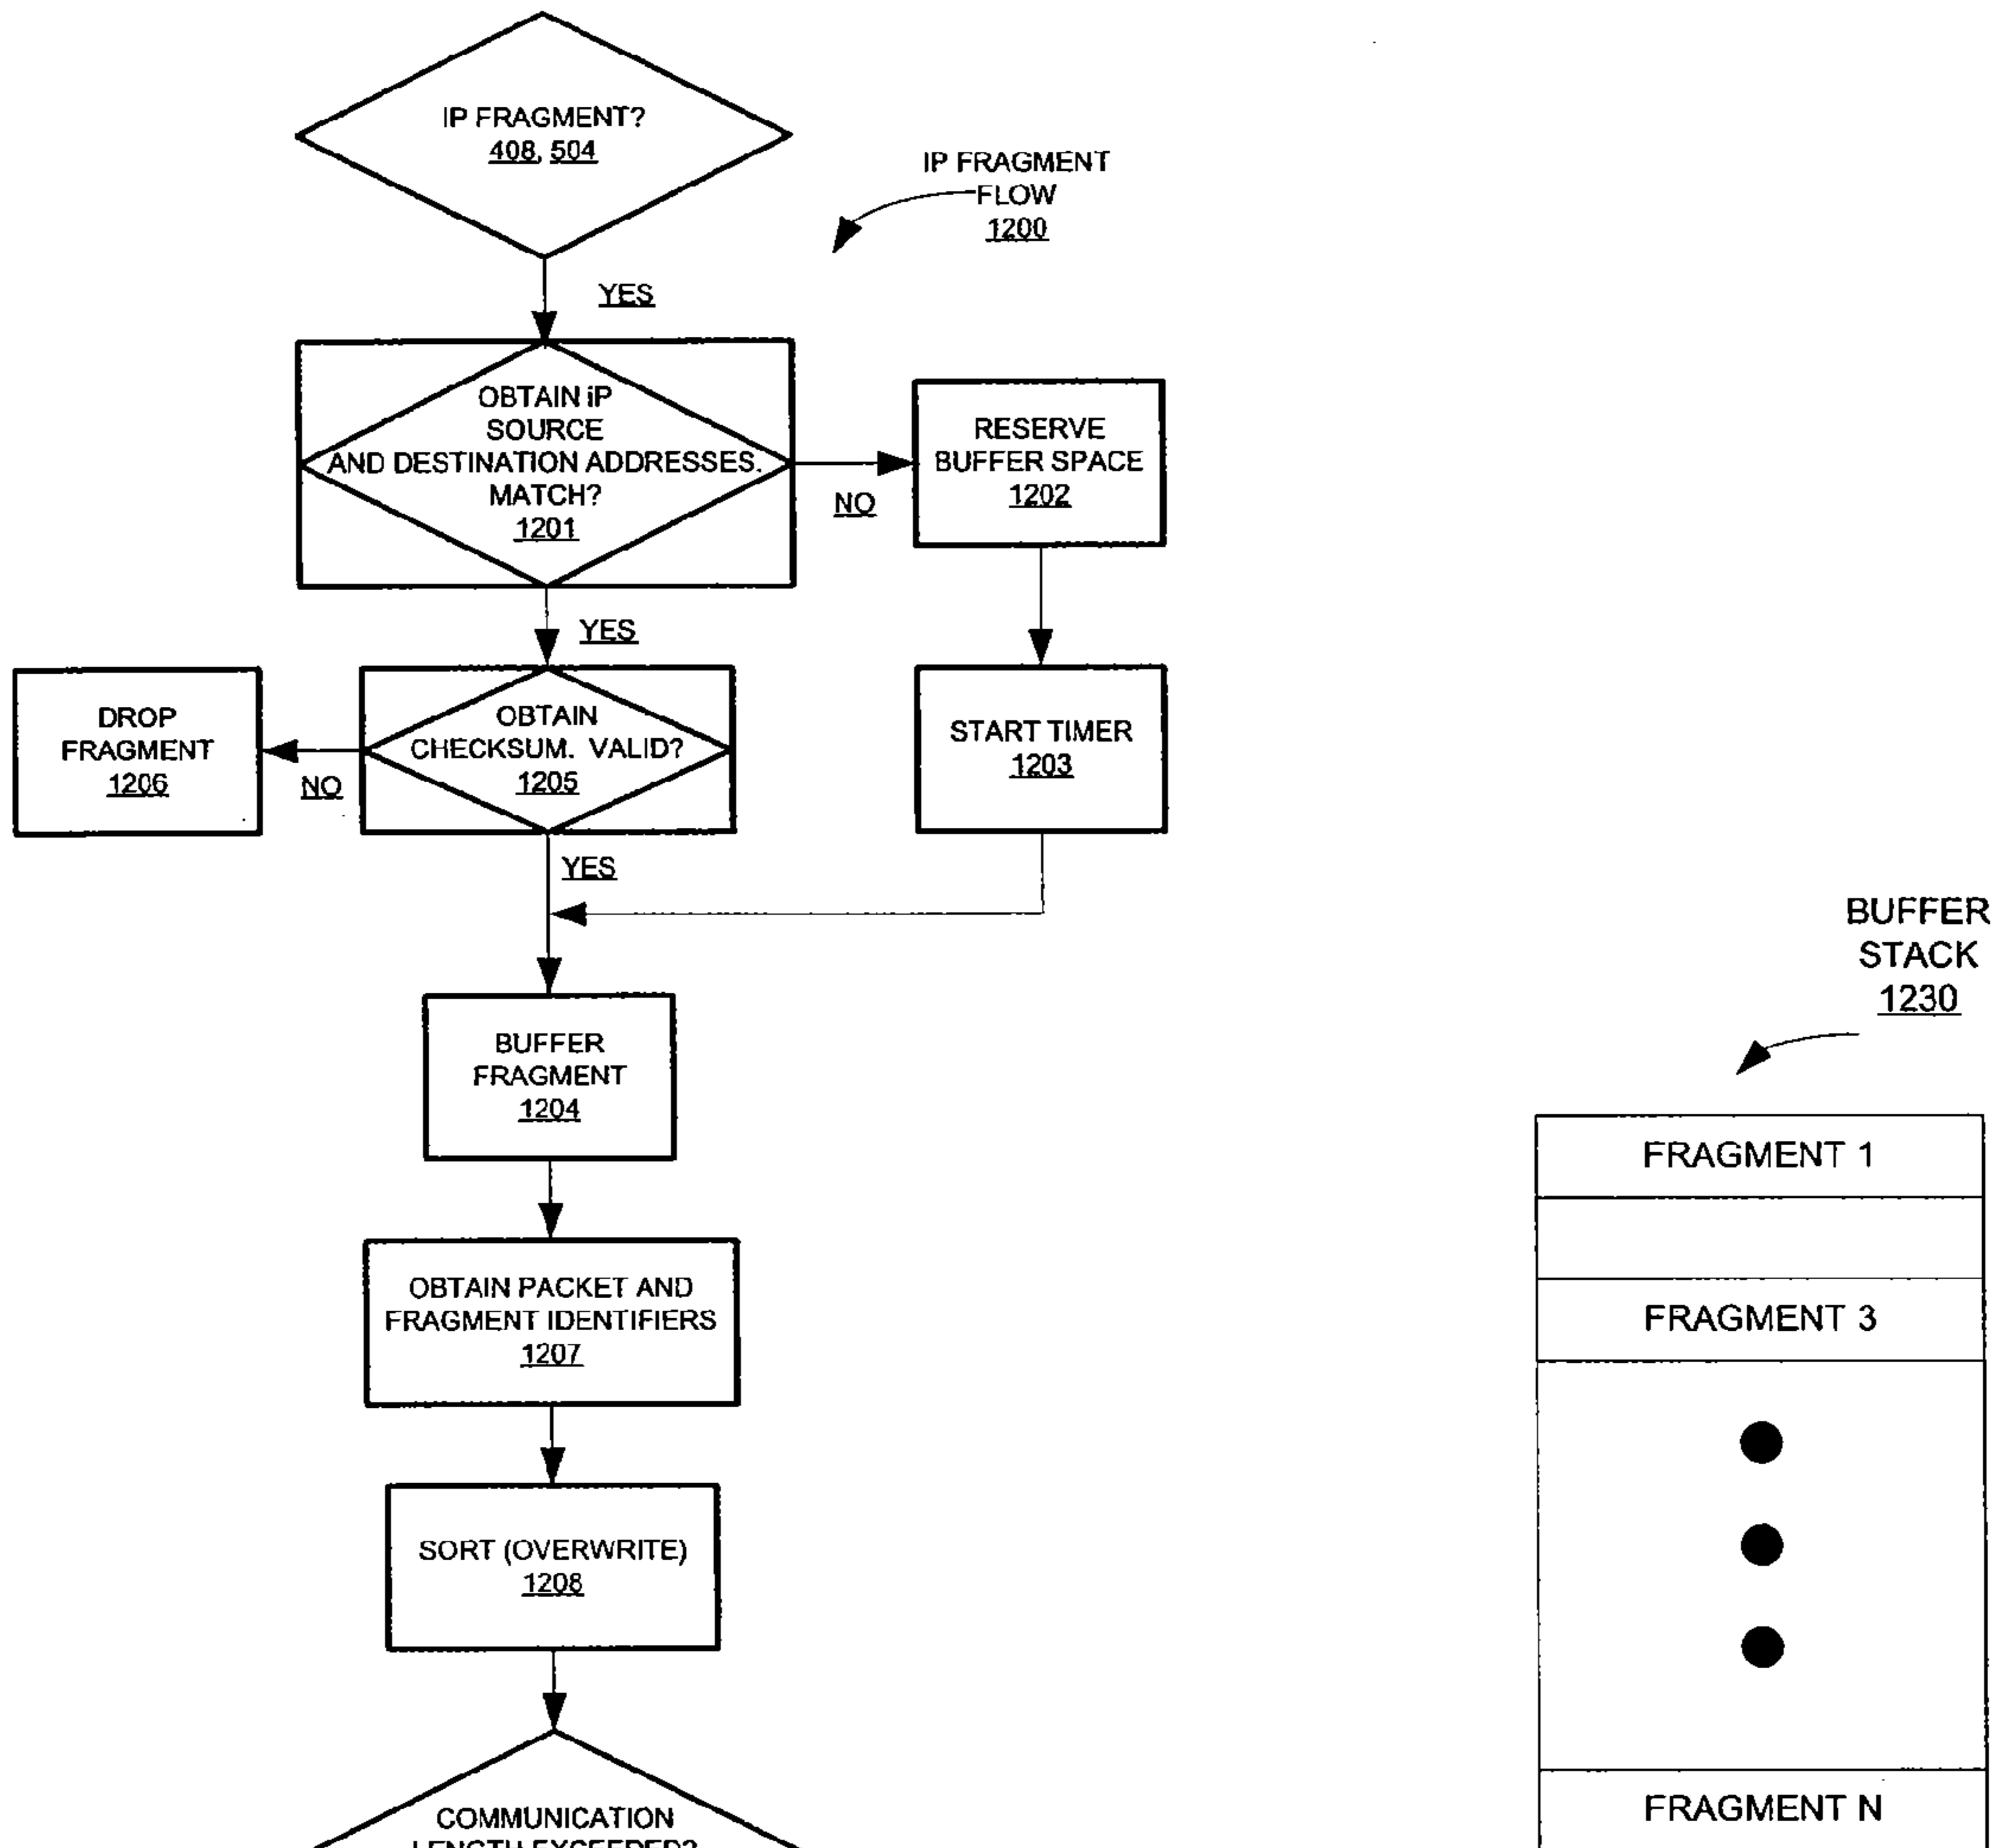 IP FRAGMENT?
408, 504
IP FRAGMENT
FLOW
1200
YES
OBTAIN iP
SOURCE
AND DESTINATION ADDRESSES.
MATCH?
1201
NO
RESERVE
BUFFER SPACE
1202
YES
DROP
FRAGMENT
1206
NO
OBTAIN
CHECKSUM. VALID?
1205
START TIMER
1203
YES
BUFFER
STACK
1230
BUFFER
FRAGMENT
1204
FRAGMENT 1
OBTAIN PACKET AND
FRAGMENT IDENTIFIERS
1207
FRAGMENT 3
SORT (OVERWRITE)
1208
COMMUNICATION
LENGTH EXCEEDED?
FRAGMENT N